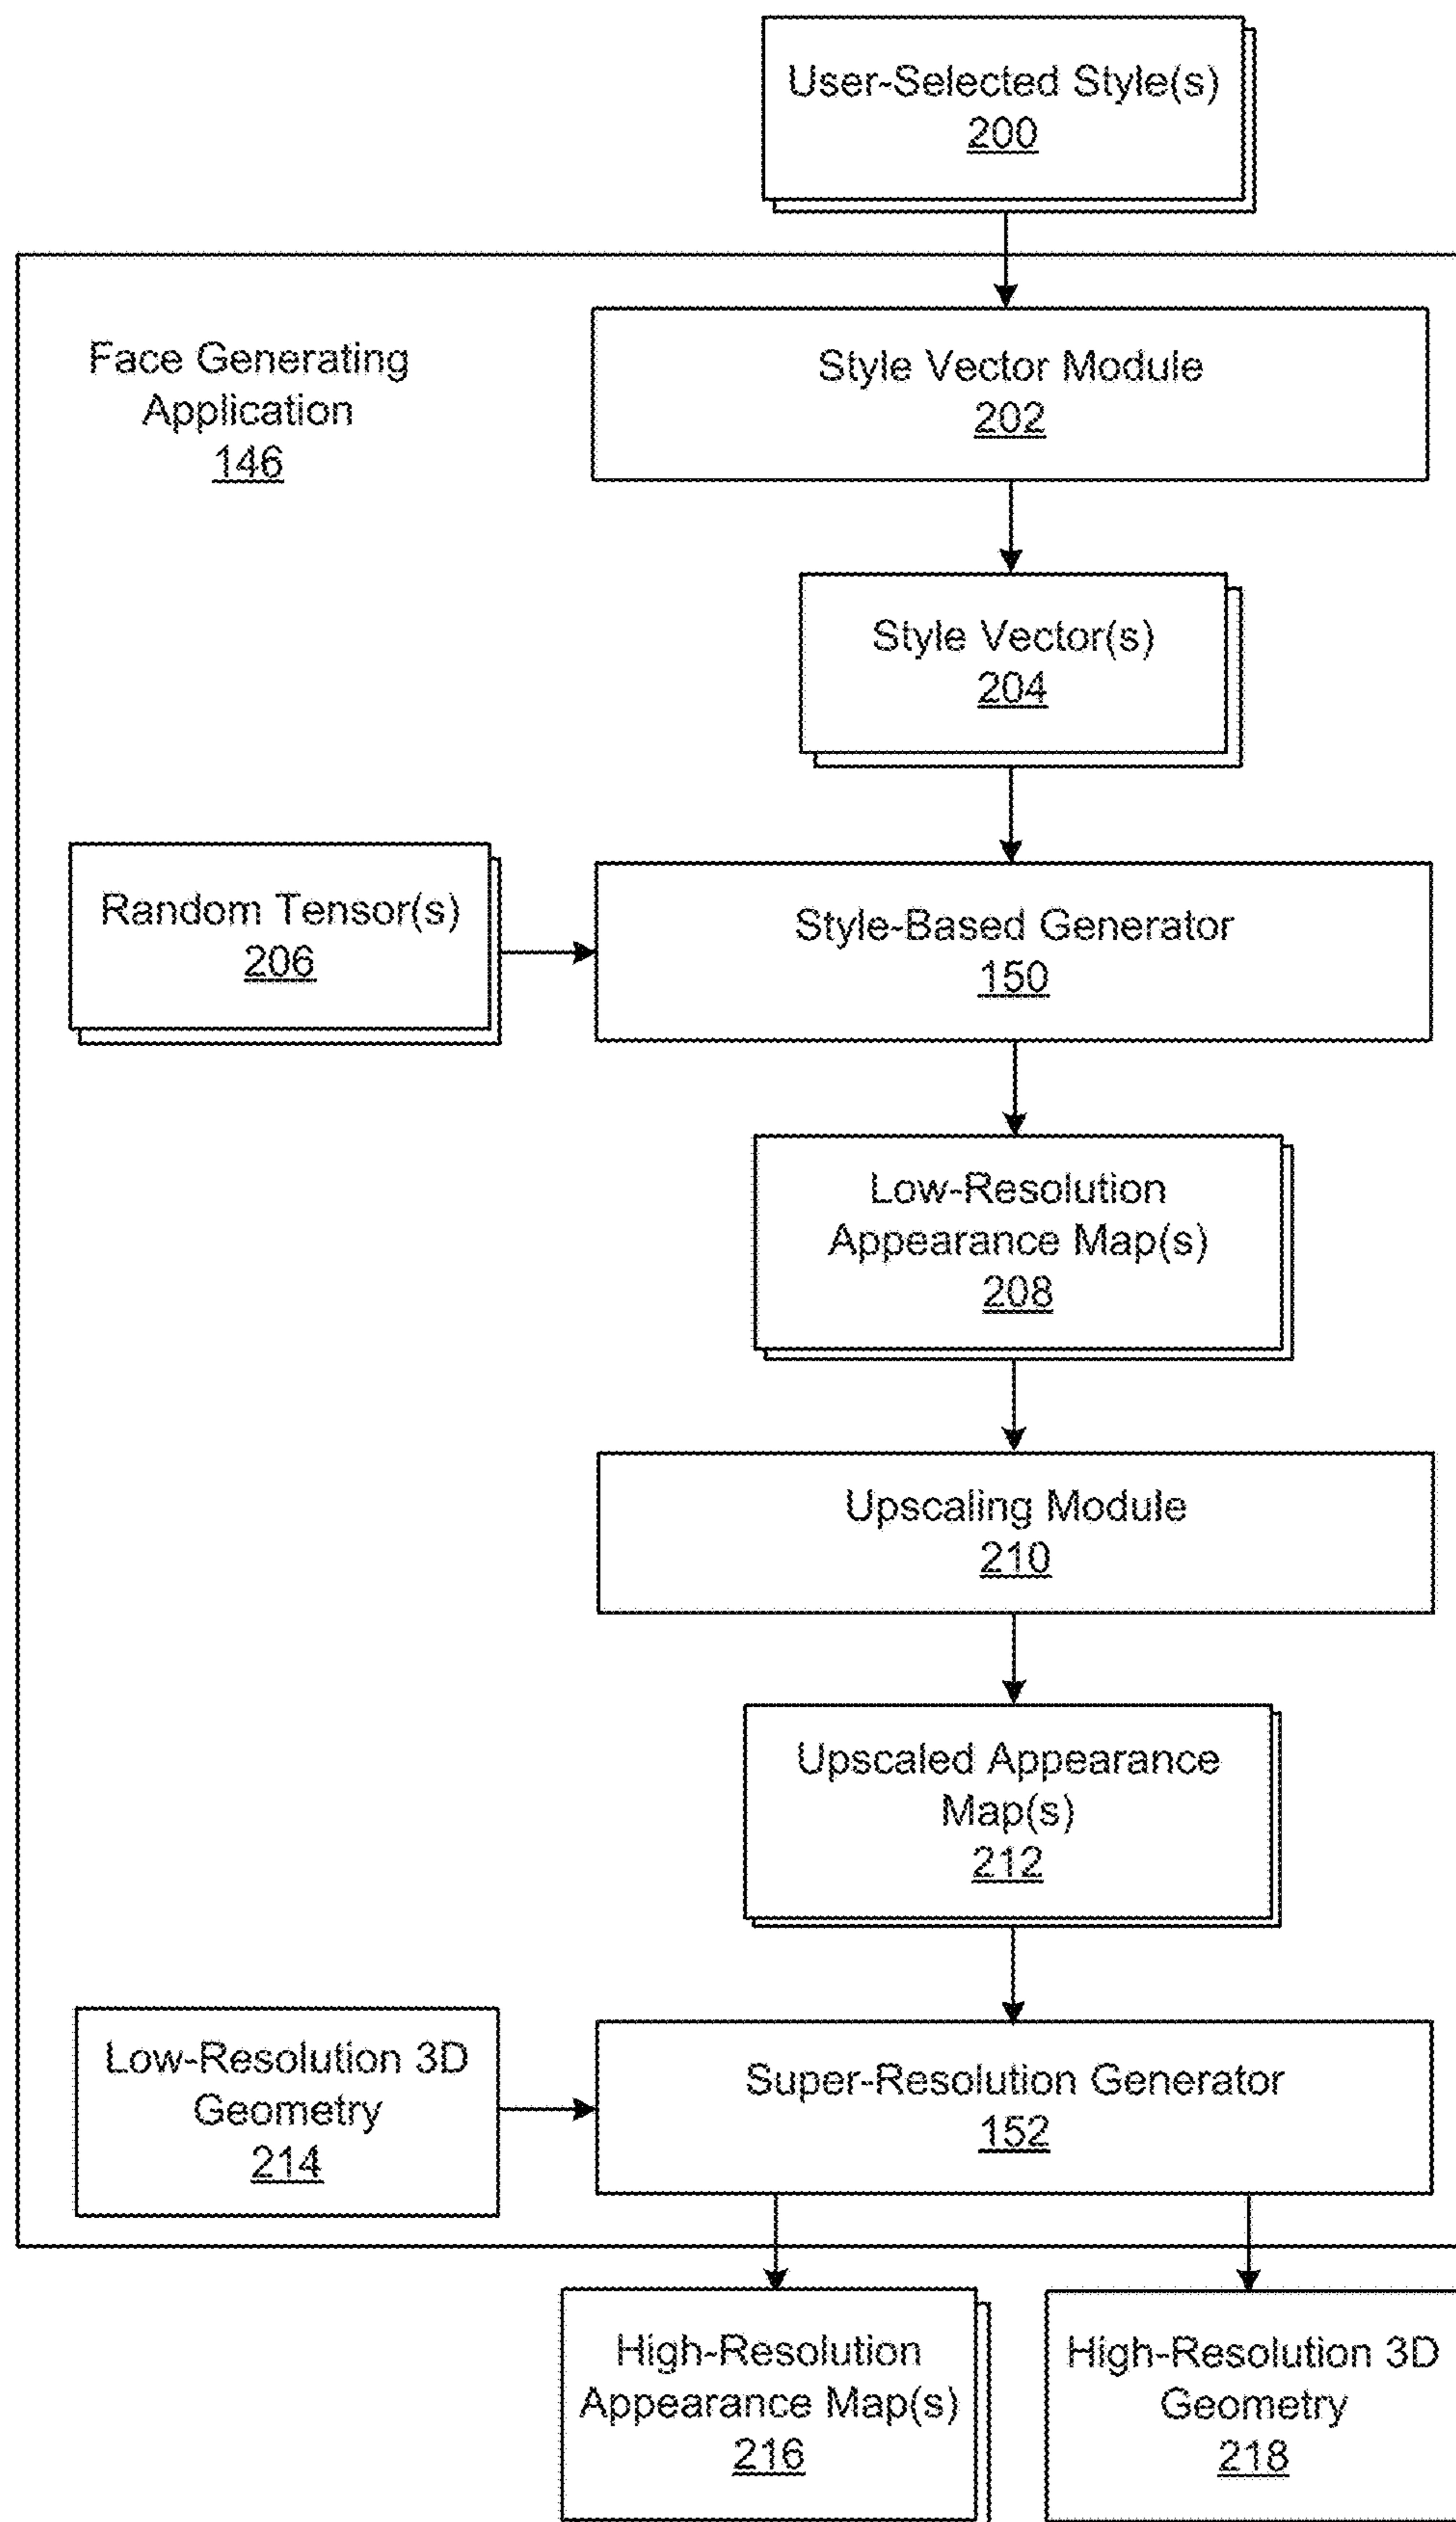 User-Selected Style(s)
200
Face Generating
Application
146
Style Vector Module
202
Style Vector(s)
204
Random Tensor(s)
206
Style-Based Generator
150
Low-Resolution
Appearance Map(s)
208
Upscaling Module
210
Upscaled Appearance
Map(s)
212
Low-Resolution 3D
Geometry
214
Super-Resolution Generator
152
High-Resolution
Appearance Map(s)
216
High-Resolution 3D
Geometry
218